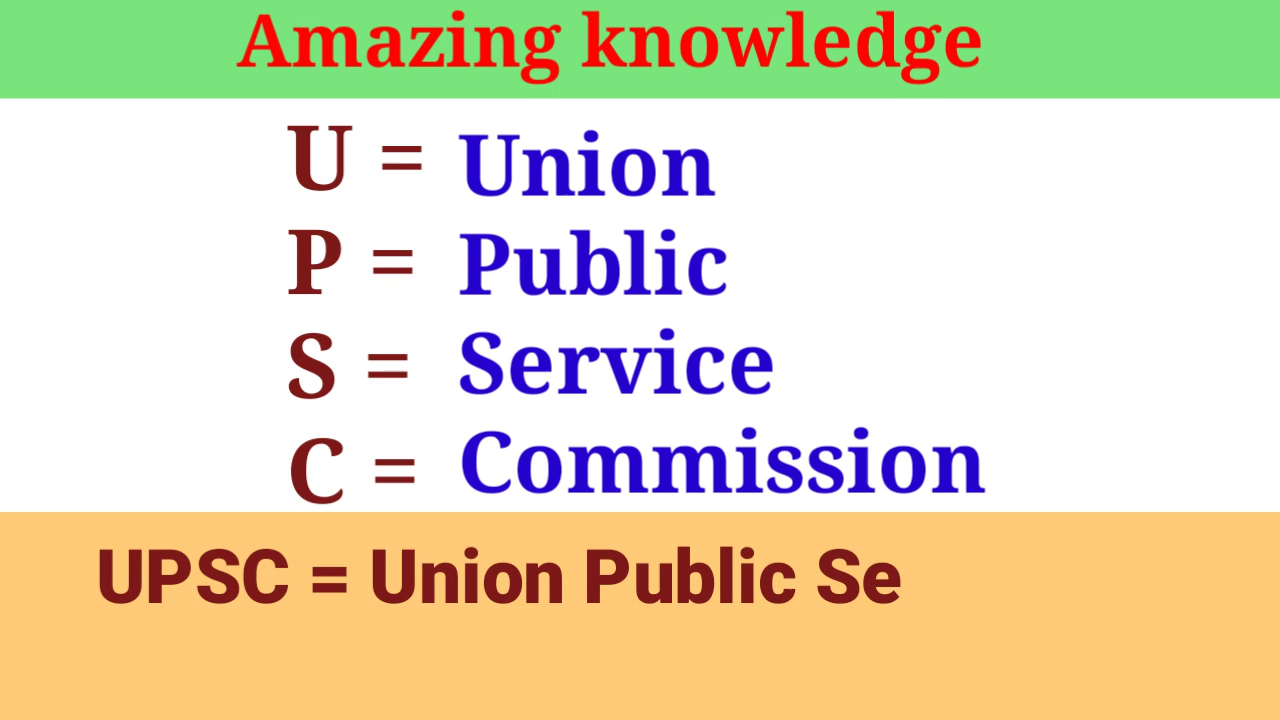 Amazing knowledge
U = Union
P = Public
S = Service
C = Commission
UPSC = Union Public Se